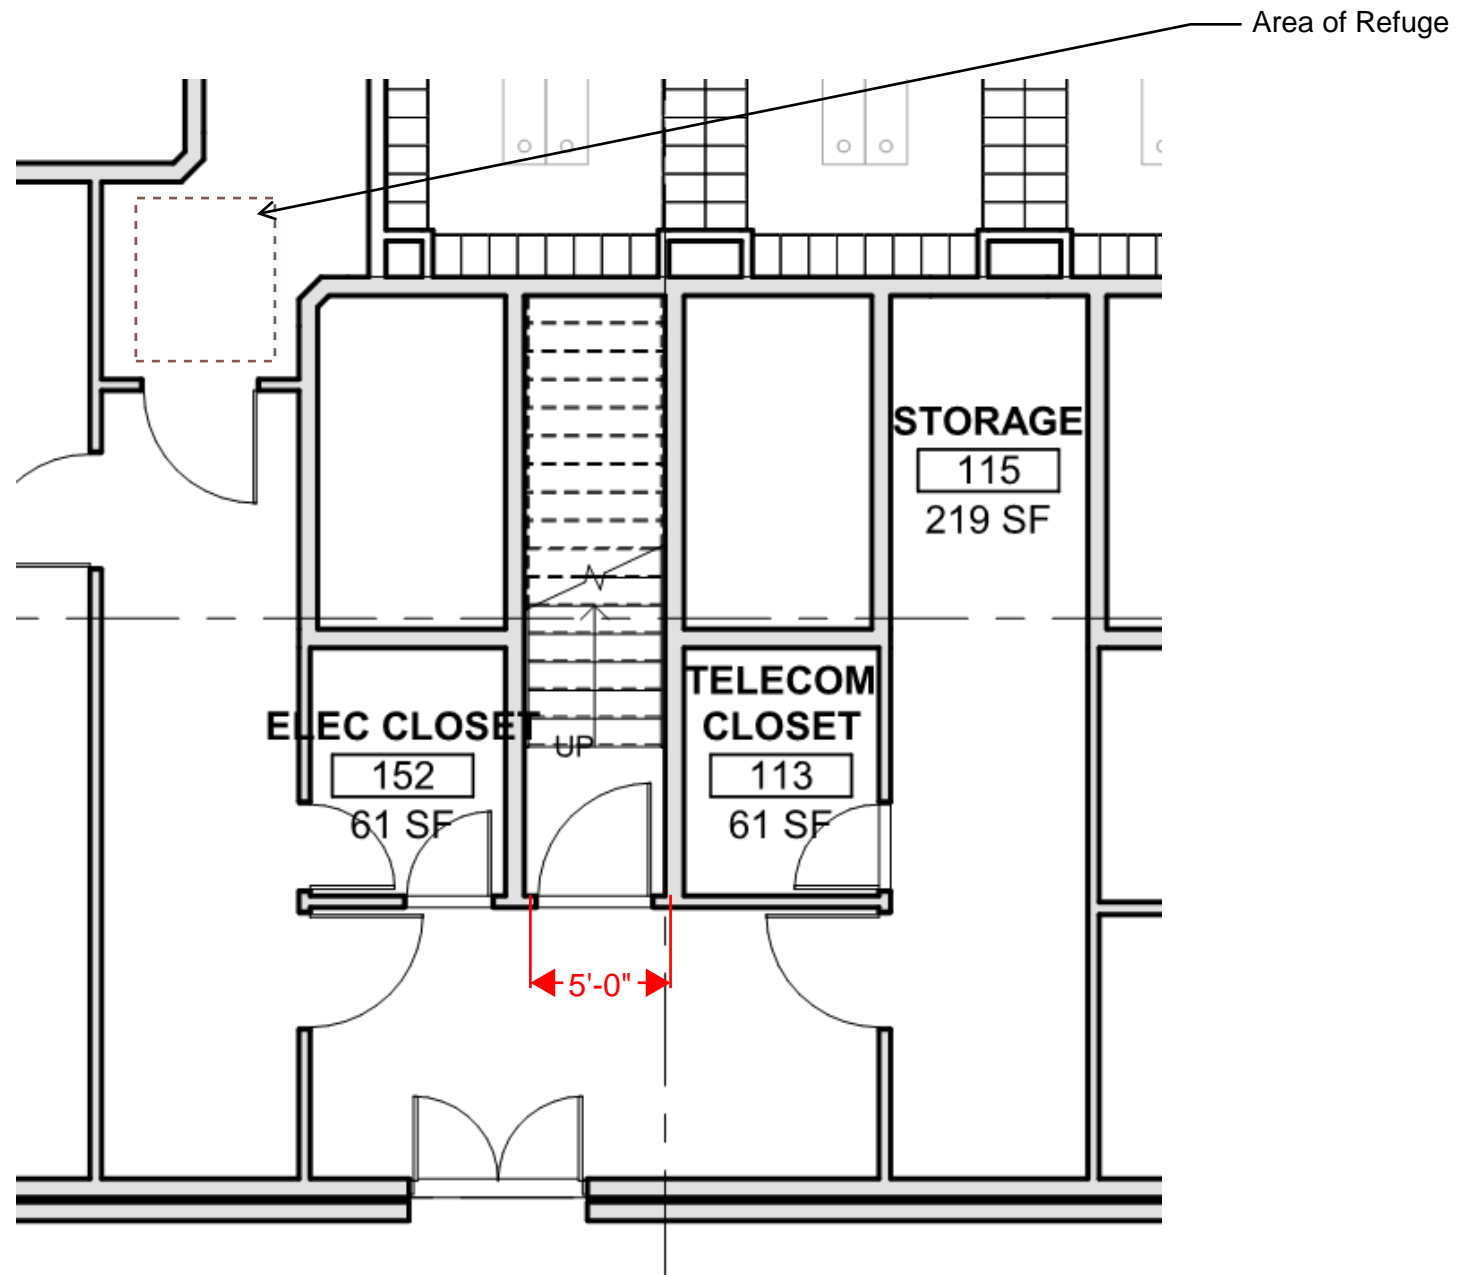 Area of Refuge
STORAGE
115
219 SF
TELECOM
CLOSET
113
61 SF
ELEC CLOSET
152
61 SF
UP
5'-0"